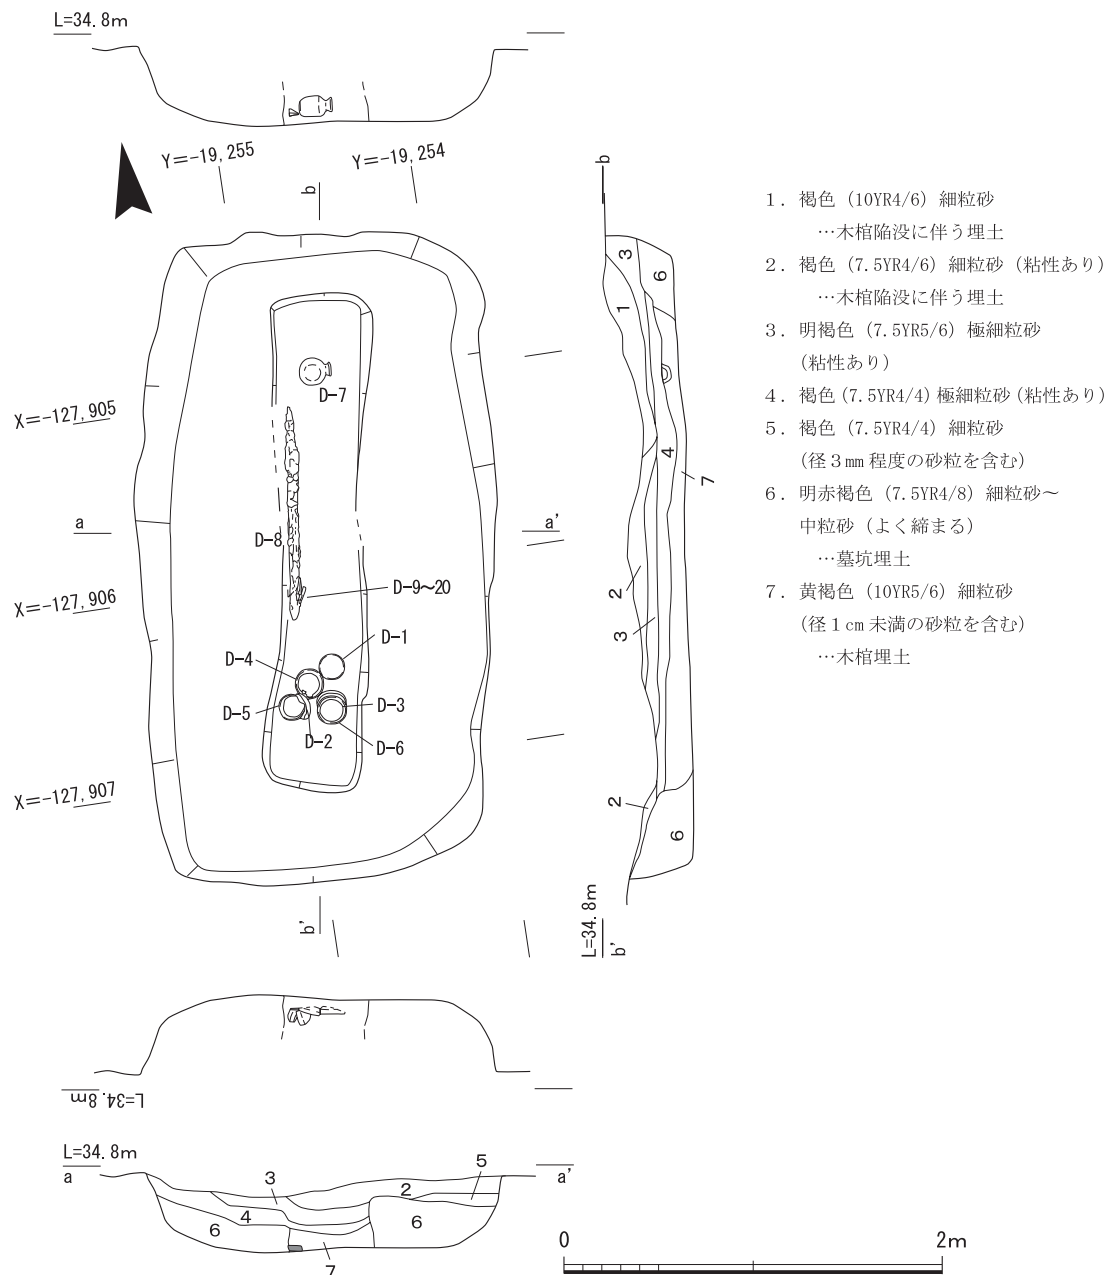 L=34.8m
Y=-19,255
Y=-19,254
b
b
X=-127,905
X=-127,906
X=-127,907
a
a'
D-7
D-8
D-9〜20
D-1
D-4
D-3
D-5
D-2
D-6
b'
3
6
1
4
7
2
3
2
6
L=34.8m
b'
1．褐色（10YR4/6）細粒砂
…木棺陥没に伴う埋土
2．褐色（7.5YR4/6）細粒砂（粘性あり）
…木棺陥没に伴う埋土
3．明褐色（7.5YR5/6）極細粒砂
（粘性あり）
4．褐色（7.5YR4/4）極細粒砂（粘性あり）
5．褐色（7.5YR4/4）細粒砂
（径3㎜程度の砂粒を含む）
6．明赤褐色（7.5YR4/8）細粒砂〜
中粒砂（よく締まる）
…墓坑埋土
7．黄褐色（10YR5/6）細粒砂
（径1㎝未満の砂粒を含む）
…木棺埋土
L=34.8m
L=34.8m
a
a'
3
5
2
4
6
6
7
0
2m